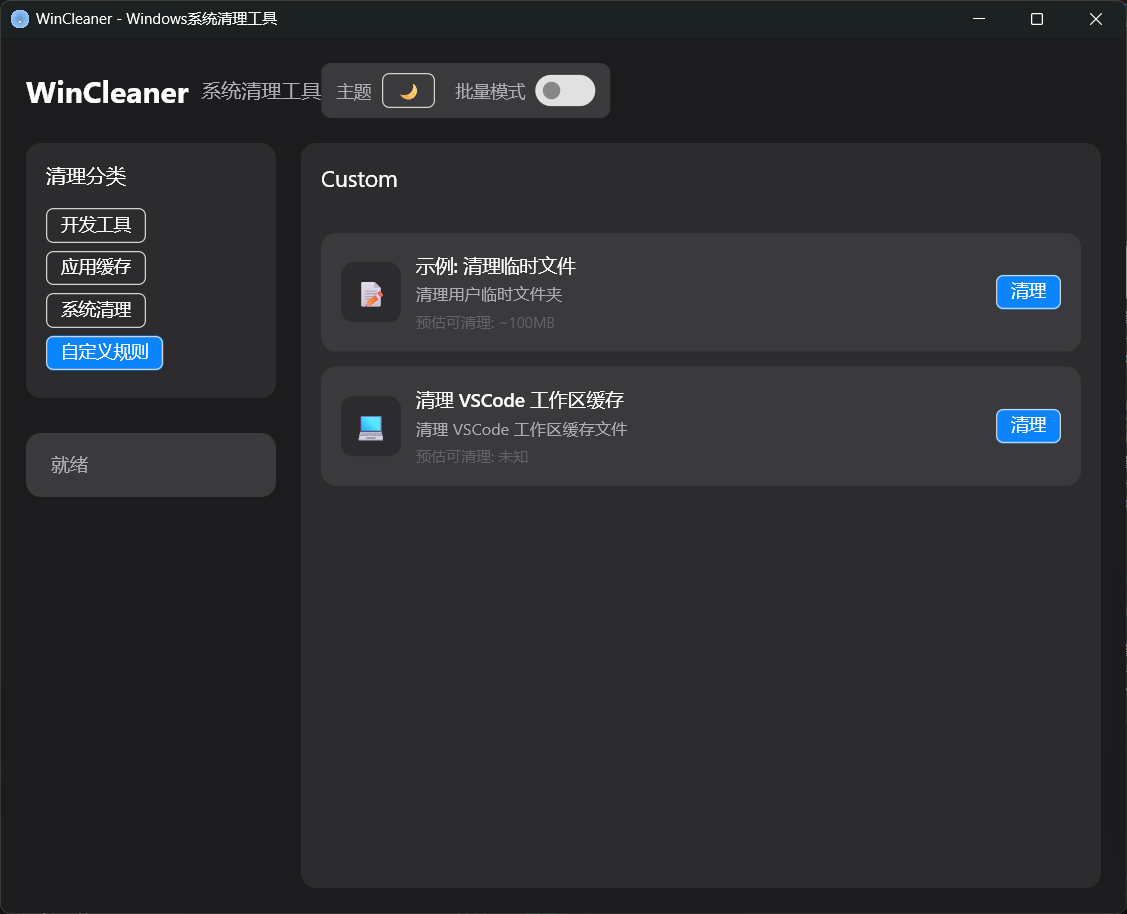 WinCleaner - Windows系统清理工具
WinCleaner 系统清理工具 主题 批量模式
清理分类
开发工具
应用缓存
系统清理
自定义规则
就绪
Custom
示例: 清理临时文件
清理用户临时文件夹
预估可清理: ~100MB
清理
清理 VSCode 工作区缓存
清理 VSCode 工作区缓存文件
预估可清理: 未知
清理